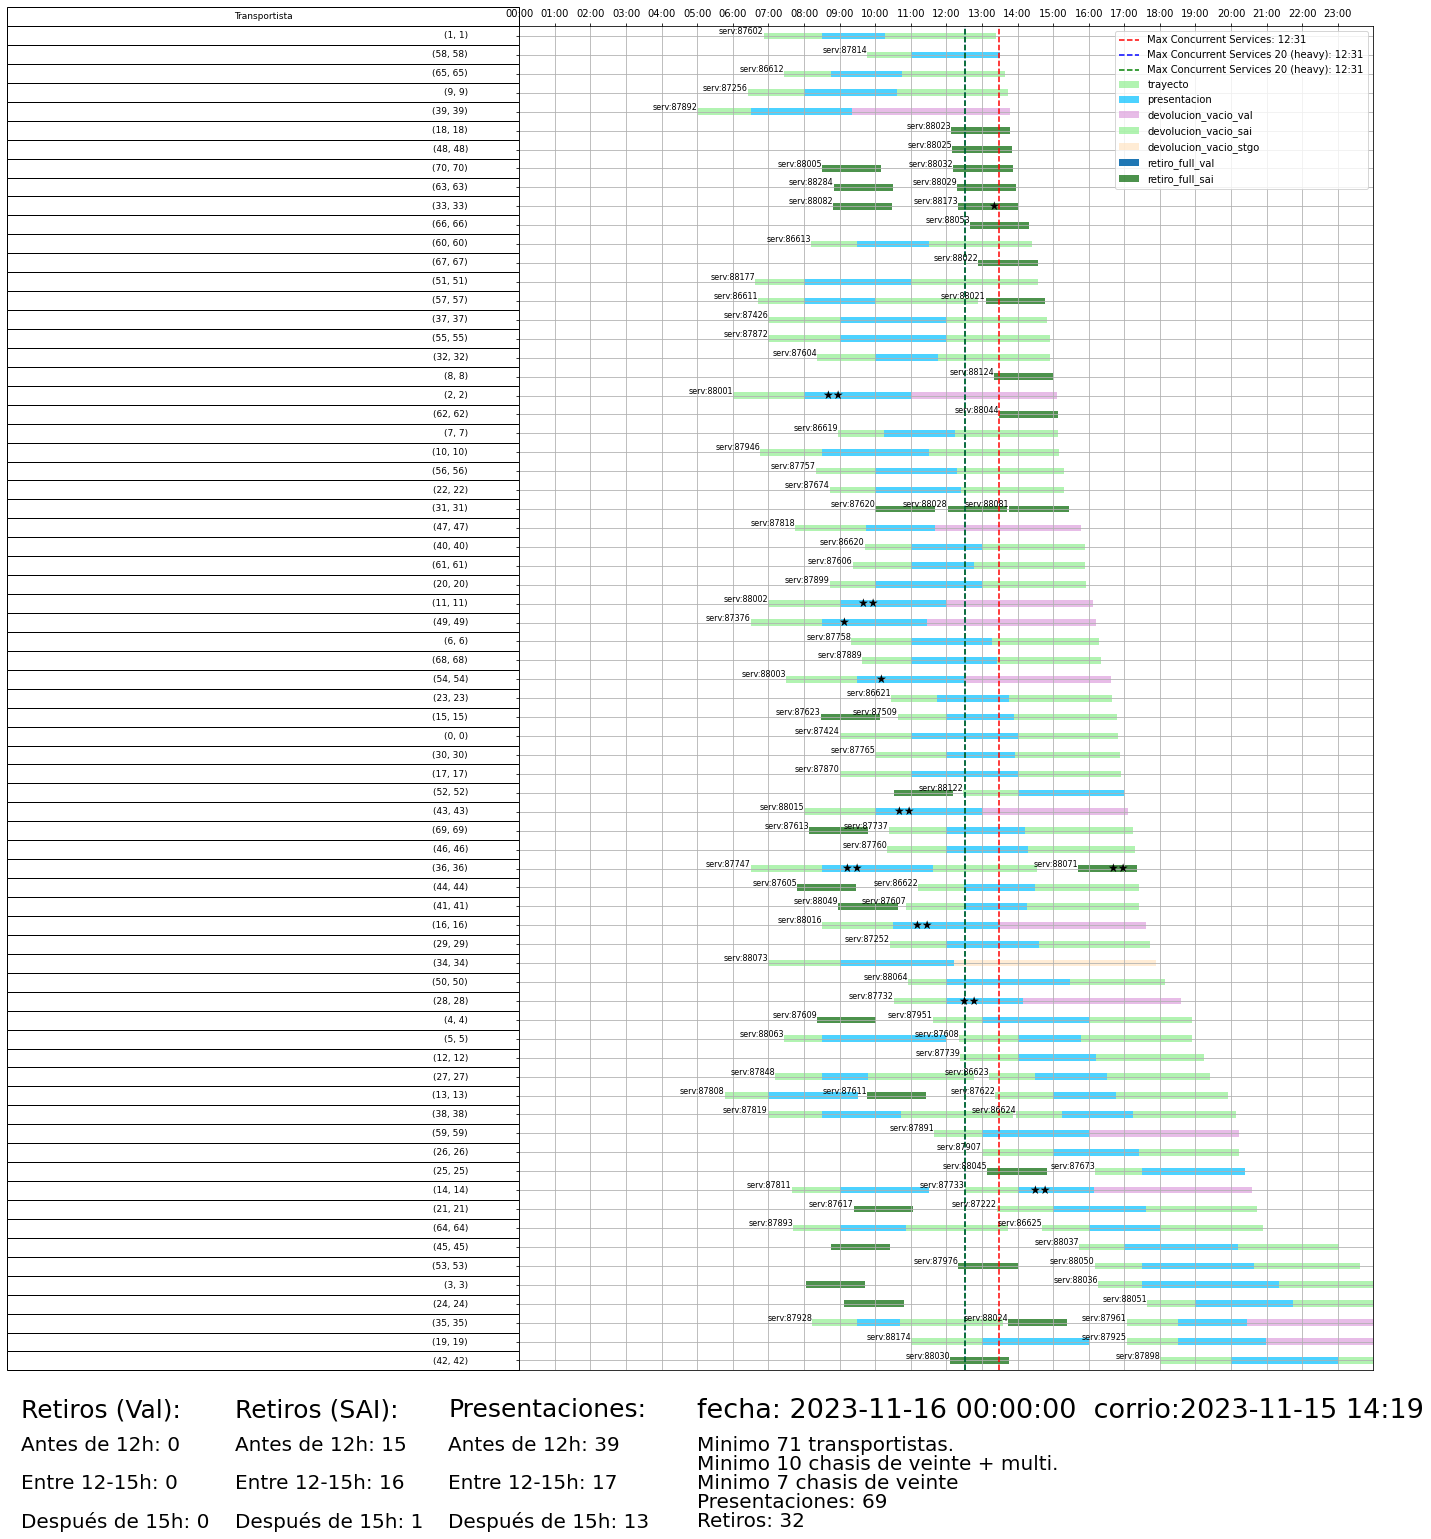 Transportista
00:00 01:00 02:00 03:00 04:00 05:00 06:00 07:00 08:00 09:00 10:00 11:00 12:00 13:00 14:00 15:00 16:00 17:00 18:00 19:00 20:00 21:00 22:00 23:00
Max Concurrent Services: 12:31
Max Concurrent Services 20 (heavy): 12:31
Max Concurrent Services 20 (heavy): 12:31
trayecto
presentacion
devolucion_vacio_val
devolucion_vacio_sai
devolucion_vacio_stgo
retiro_full_val
retiro_full_sai
(1, 1) serv:87602
(58, 58) serv:87814
(65, 65) serv:86612
(9, 9) serv:87256
(39, 39) serv:87892
(18, 18) serv:88023
(48, 48) serv:88025
(70, 70) serv:88005 serv:88032
(63, 63) serv:88284 serv:88029
(33, 33) serv:88082 serv:88173
(66, 66) serv:88053
(60, 60) serv:86613
(67, 67) serv:88022
(51, 51) serv:88177
(57, 57) serv:86611 serv:88021
(37, 37) serv:87426
(55, 55) serv:87872
(32, 32) serv:87604
(8, 8) serv:88124
(2, 2) serv:88001
(62, 62) serv:88044
(7, 7) serv:86619
(10, 10) serv:87946
(56, 56) serv:87757
(22, 22) serv:87674
(31, 31) serv:87620 serv:88028 serv:88081
(47, 47) serv:87818
(40, 40) serv:86620
(61, 61) serv:87606
(20, 20) serv:87899
(11, 11) serv:88002
(49, 49) serv:87376
(6, 6) serv:87758
(68, 68) serv:87889
(54, 54) serv:88003
(23, 23) serv:86621
(15, 15) serv:87623 serv:87509
(0, 0) serv:87424
(30, 30) serv:87765
(17, 17) serv:87870
(52, 52) serv:88122
(43, 43) serv:88015
(69, 69) serv:87613 serv:87737
(46, 46) serv:87760
(36, 36) serv:87747 serv:88071
(44, 44) serv:87605 serv:86622
(41, 41) serv:88049 serv:87607
(16, 16) serv:88016
(29, 29) serv:87252
(34, 34) serv:88073
(50, 50) serv:88064
(28, 28) serv:87732
(4, 4) serv:87609 serv:87951
(5, 5) serv:88063 serv:87608
(12, 12) serv:87739
(27, 27) serv:87848 serv:86623
(13, 13) serv:87808 serv:87611 serv:87622
(38, 38) serv:87819 serv:86624
(59, 59) serv:87891
(26, 26) serv:87907
(25, 25) serv:88045 serv:87673
(14, 14) serv:87811 serv:87733
(21, 21) serv:87617 serv:87222
(64, 64) serv:87893 serv:86625
(45, 45) serv:88037
(53, 53) serv:87976 serv:88050
(3, 3) serv:88036
(24, 24) serv:88051
(35, 35) serv:87928 serv:88024 serv:87961
(19, 19) serv:88174 serv:87925
(42, 42) serv:88030 serv:87898
Retiros (Val):
Antes de 12h: 0
Entre 12-15h: 0
Después de 15h: 0
Retiros (SAI):
Antes de 12h: 15
Entre 12-15h: 16
Después de 15h: 1
Presentaciones:
Antes de 12h: 39
Entre 12-15h: 17
Después de 15h: 13
fecha: 2023-11-16 00:00:00 corrio:2023-11-15 14:19
Minimo 71 transportistas.
Minimo 10 chasis de veinte + multi.
Minimo 7 chasis de veinte
Presentaciones: 69
Retiros: 32